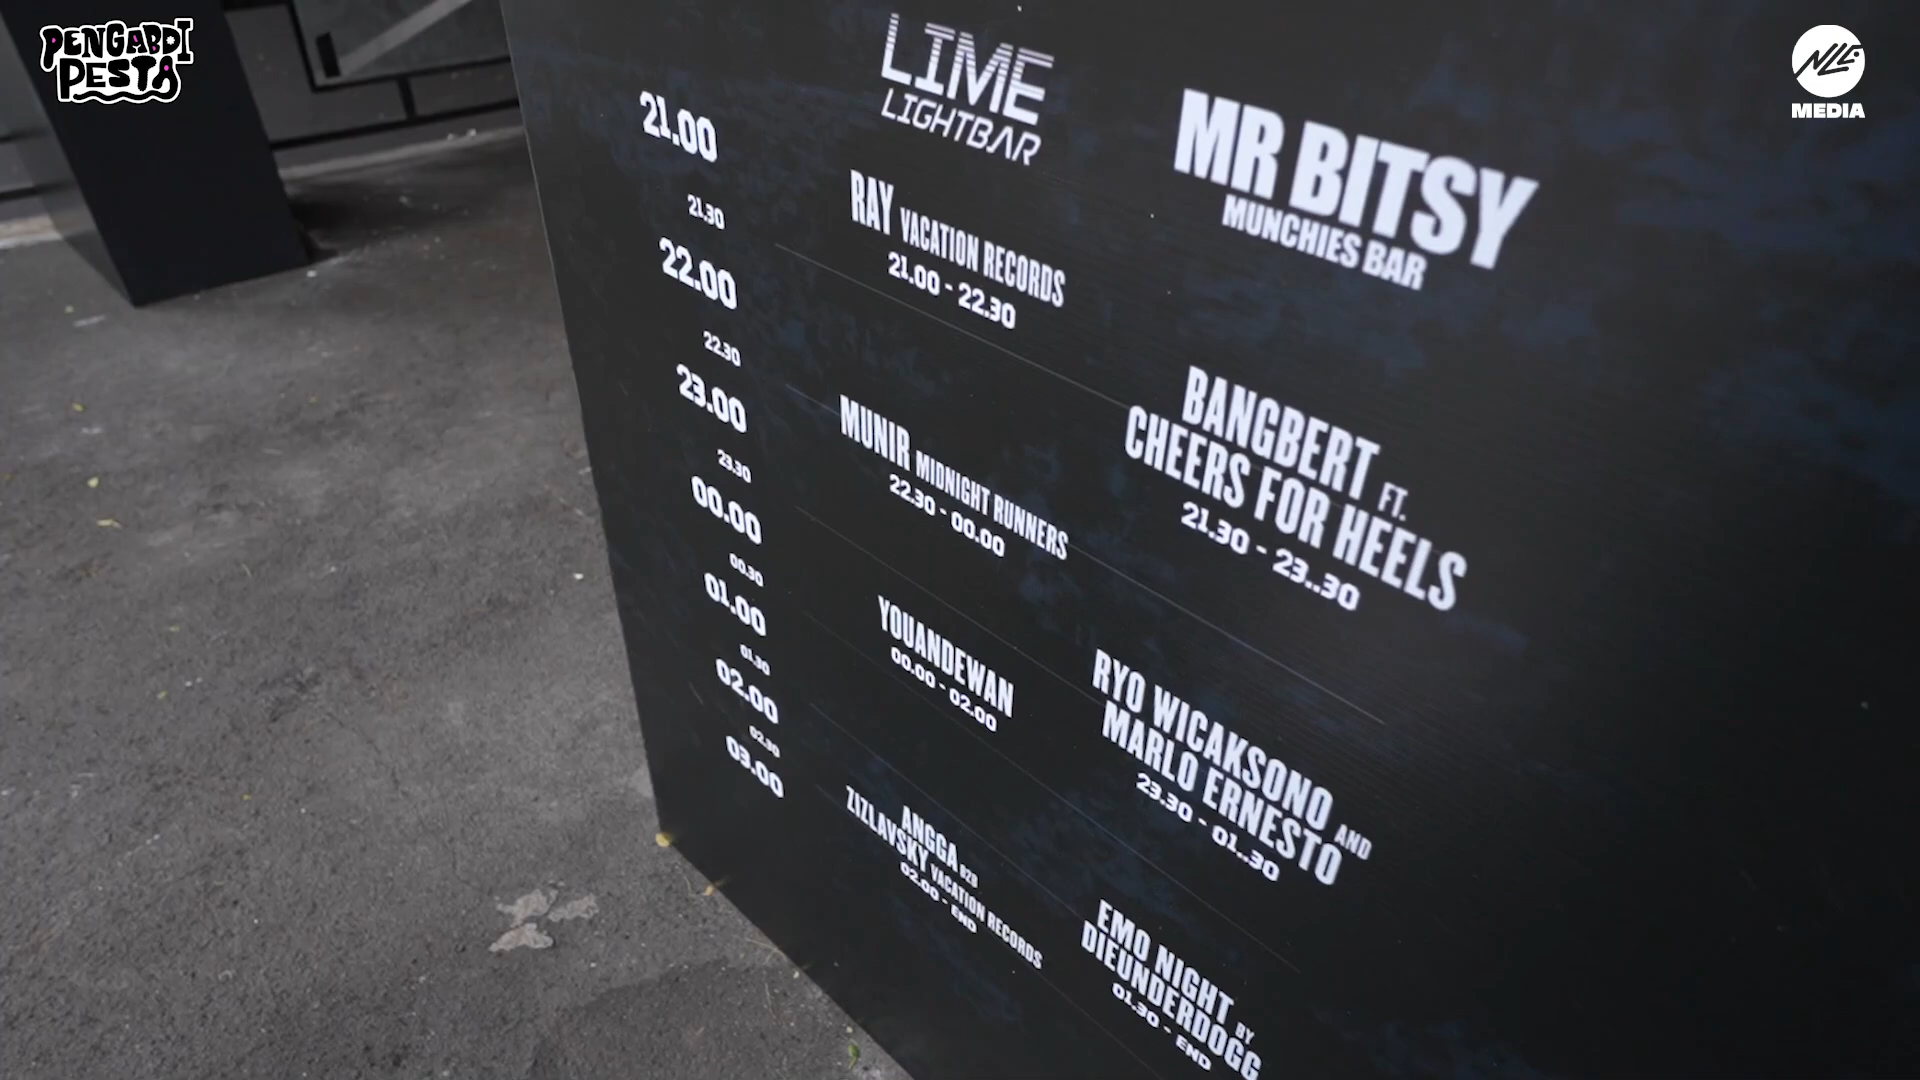 PENGABDI
PESTA
NLE
MEDIA
21.00
21.30
22.00
22.30
23.00
23.30
00.00
00.30
01.00
01.30
02.00
02.30
03.00
LIME
LIGHTBAR
RAY VACATION RECORDS
21.00 - 22.30
MUNIR MIDNIGHT RUNNERS
22.30 - 00.00
YOUANDEWAN
00.00 - 02.00
ANGGA B2B
ZIZLAVSKY VACATION RECORDS
02.00 - END
MR BITSY
MUNCHIES BAR
BANGBERT FT.
CHEERS FOR HEELS
21.30 - 23..30
RYO WICAKSONO AND
MARLO ERNESTO
23.30 - 01..30
EMO NIGHT BY
DIEUNDERDOGG
01.30 - END